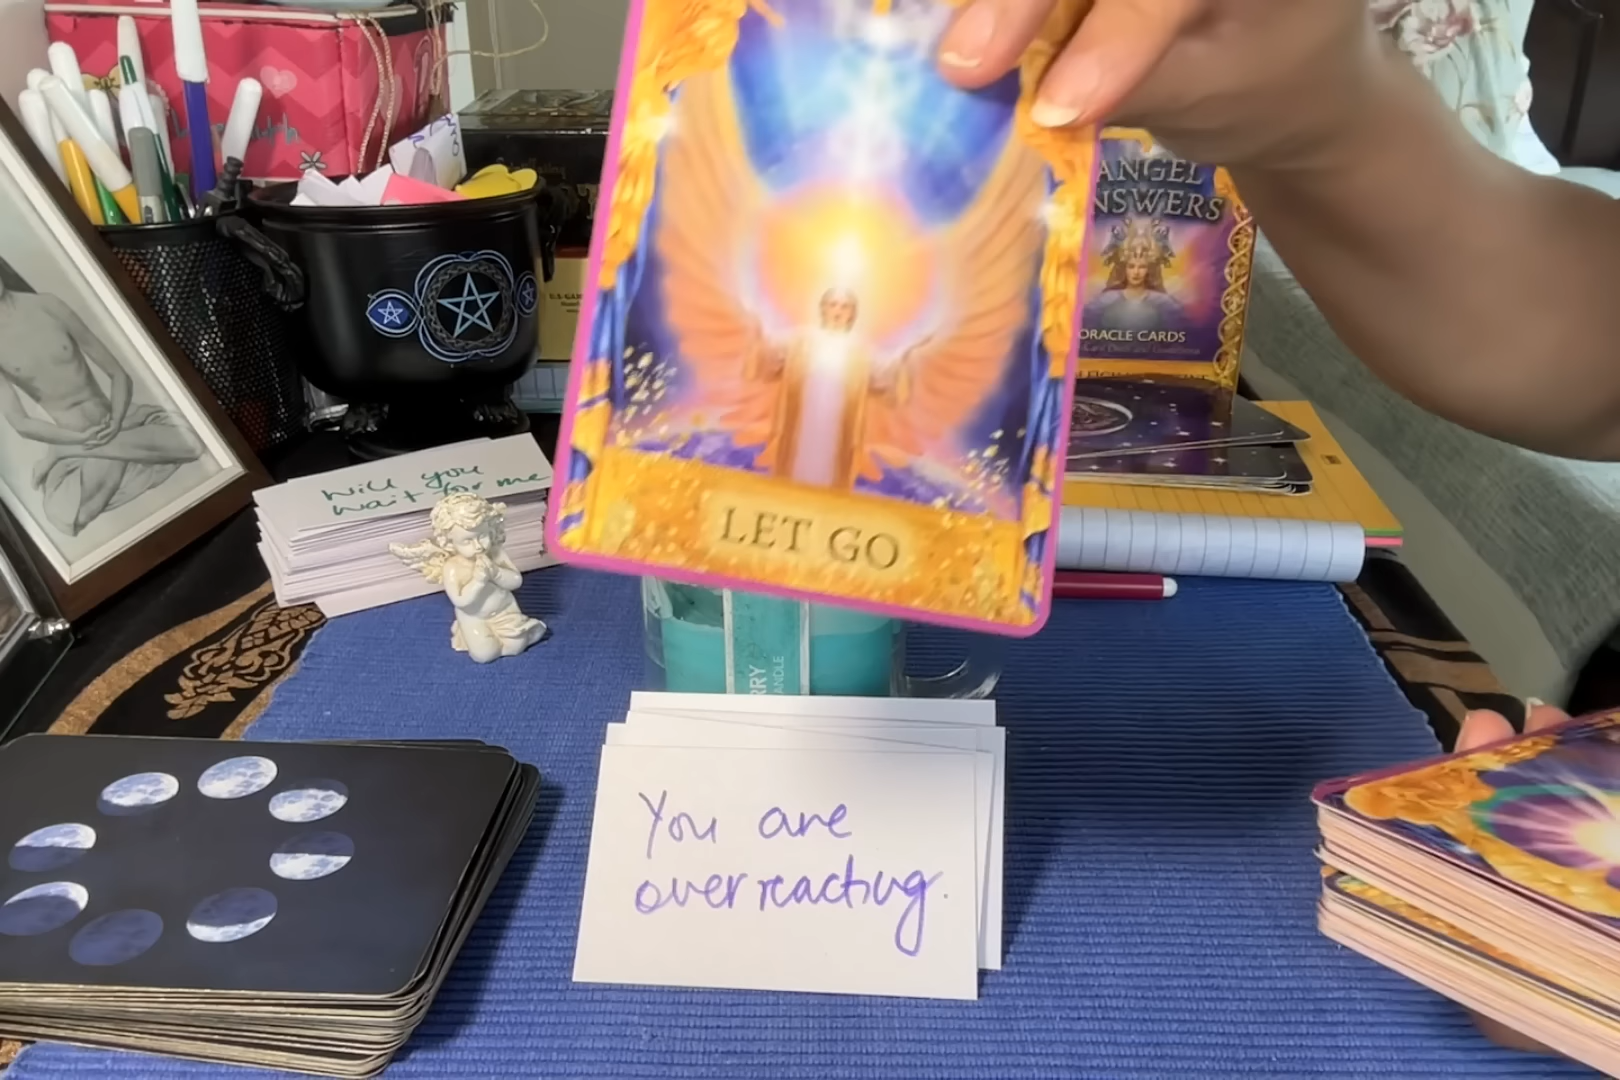 Will you
wait for me
ANGEL
ANSWERS
ORACLE CARDS
LET GO
You are
overreacting.